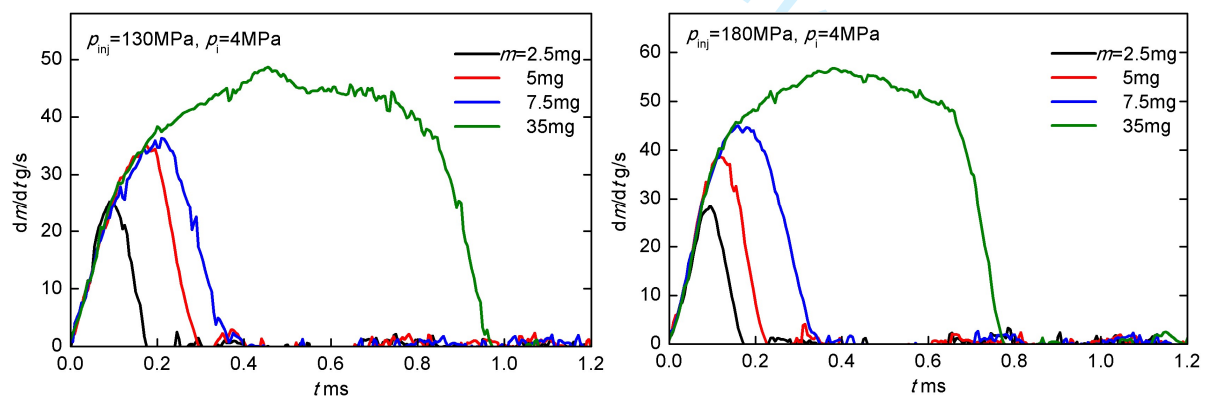 p_inj=130MPa, p_i=4MPa
m=2.5mg
5mg
7.5mg
35mg
dm/dt g/s
50
40
30
20
10
0
0.0 0.2 0.4 0.6 0.8 1.0 1.2
t ms
p_inj=180MPa, p_i=4MPa
m=2.5mg
5mg
7.5mg
35mg
dm/dt g/s
60
50
40
30
20
10
0
0.0 0.2 0.4 0.6 0.8 1.0 1.2
t ms